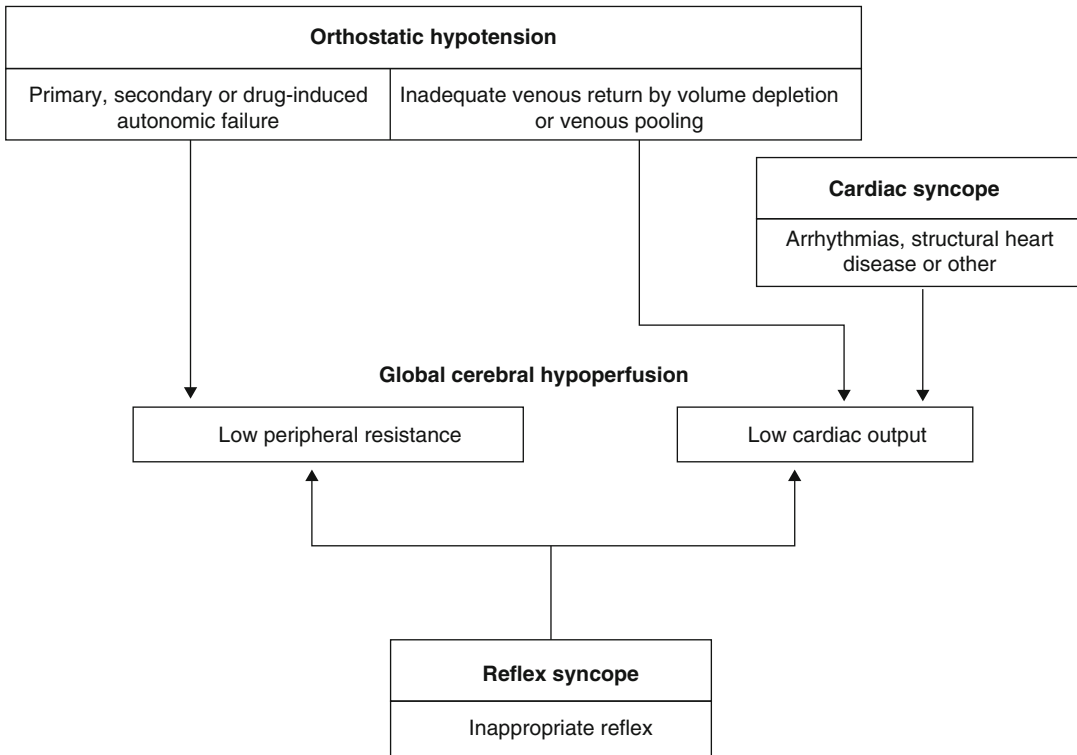 Orthostatic hypotension
Primary, secondary or drug-induced
autonomic failure
Inadequate venous return by volume depletion
or venous pooling
Cardiac syncope
Arrhythmias, structural heart
disease or other
Global cerebral hypoperfusion
Low peripheral resistance
Low cardiac output
Reflex syncope
Inappropriate reflex